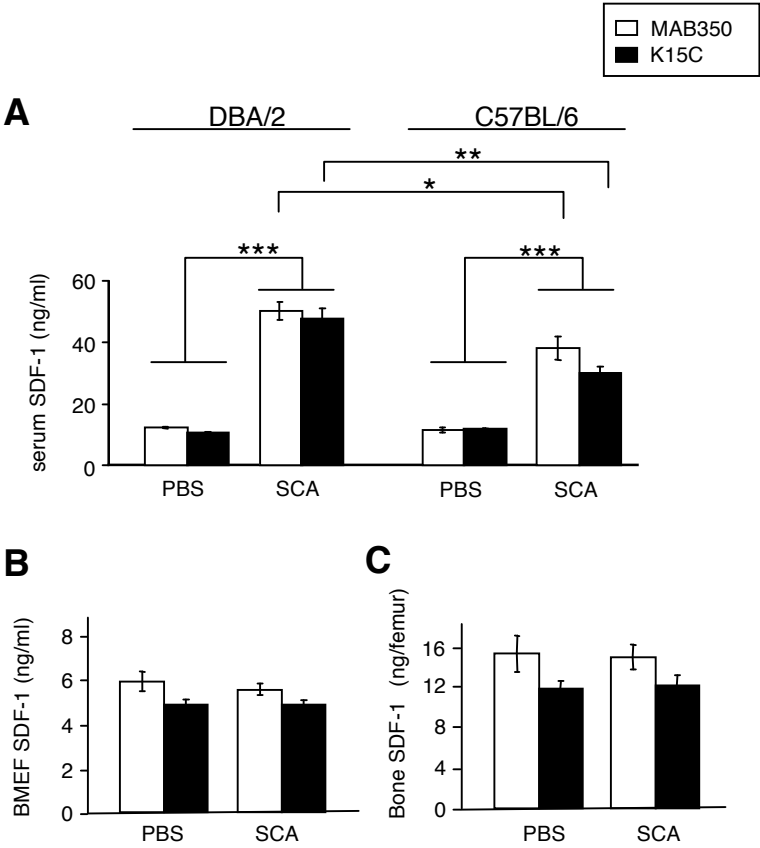 MAB350
K15C
A
DBA/2 C57BL/6
**
*
*** ***
serum SDF-1 (ng/ml)
60
40
20
0
PBS SCA PBS SCA
B
BMEF SDF-1 (ng/ml)
8
6
4
2
0
PBS SCA
C
Bone SDF-1 (ng/femur)
16
12
8
4
0
PBS SCA